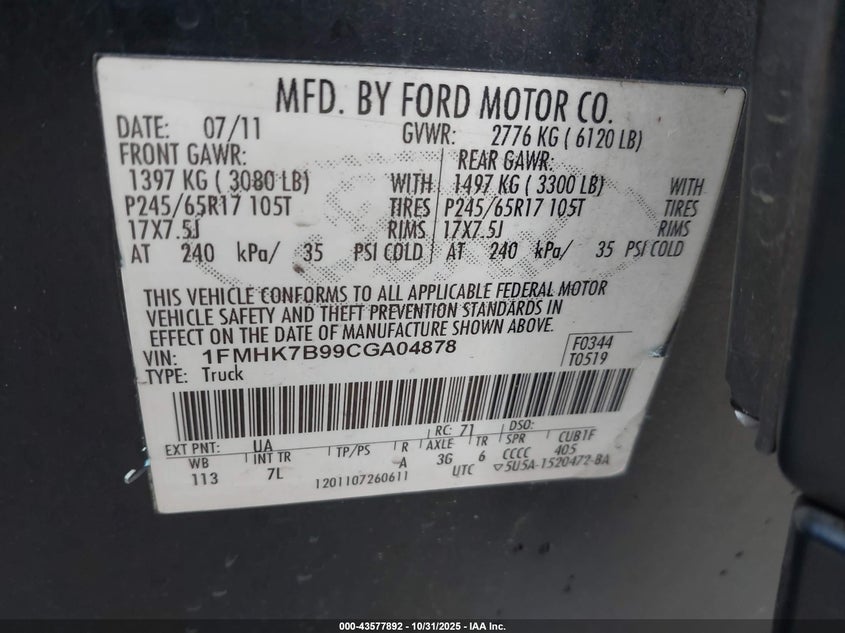 MFD. BY FORD MOTOR CO.
DATE: 07/11 GVWR: 2776 KG ( 6120 LB)
FRONT GAWR: REAR GAWR:
1397 KG ( 3080 LB) WITH 1497 KG ( 3300 LB) WITH
P245/65R17 105T TIRES P245/65R17 105T TIRES
17X7.5J RIMS 17X7.5J RIMS
AT 240 kPa/ 35 PSI COLD AT 240 kPa/ 35 PSI COLD
THIS VEHICLE CONFORMS TO ALL APPLICABLE FEDERAL MOTOR
VEHICLE SAFETY AND THEFT PREVENTION STANDARDS IN
EFFECT ON THE DATE OF MANUFACTURE SHOWN ABOVE.
VIN: 1FMHK7B99CGA04878 F0344
TYPE: Truck T0519
EXT PNT: UA RC: 71 DSO:
WB INT TR TP/PS R AXLE TR SPR CUB1F
113 7L A 3G 6 CCCC 405
1201107260611 UTC ▽5U5A-1520472-BA
000-43577892 - 10/31/2025 - IAA Inc.